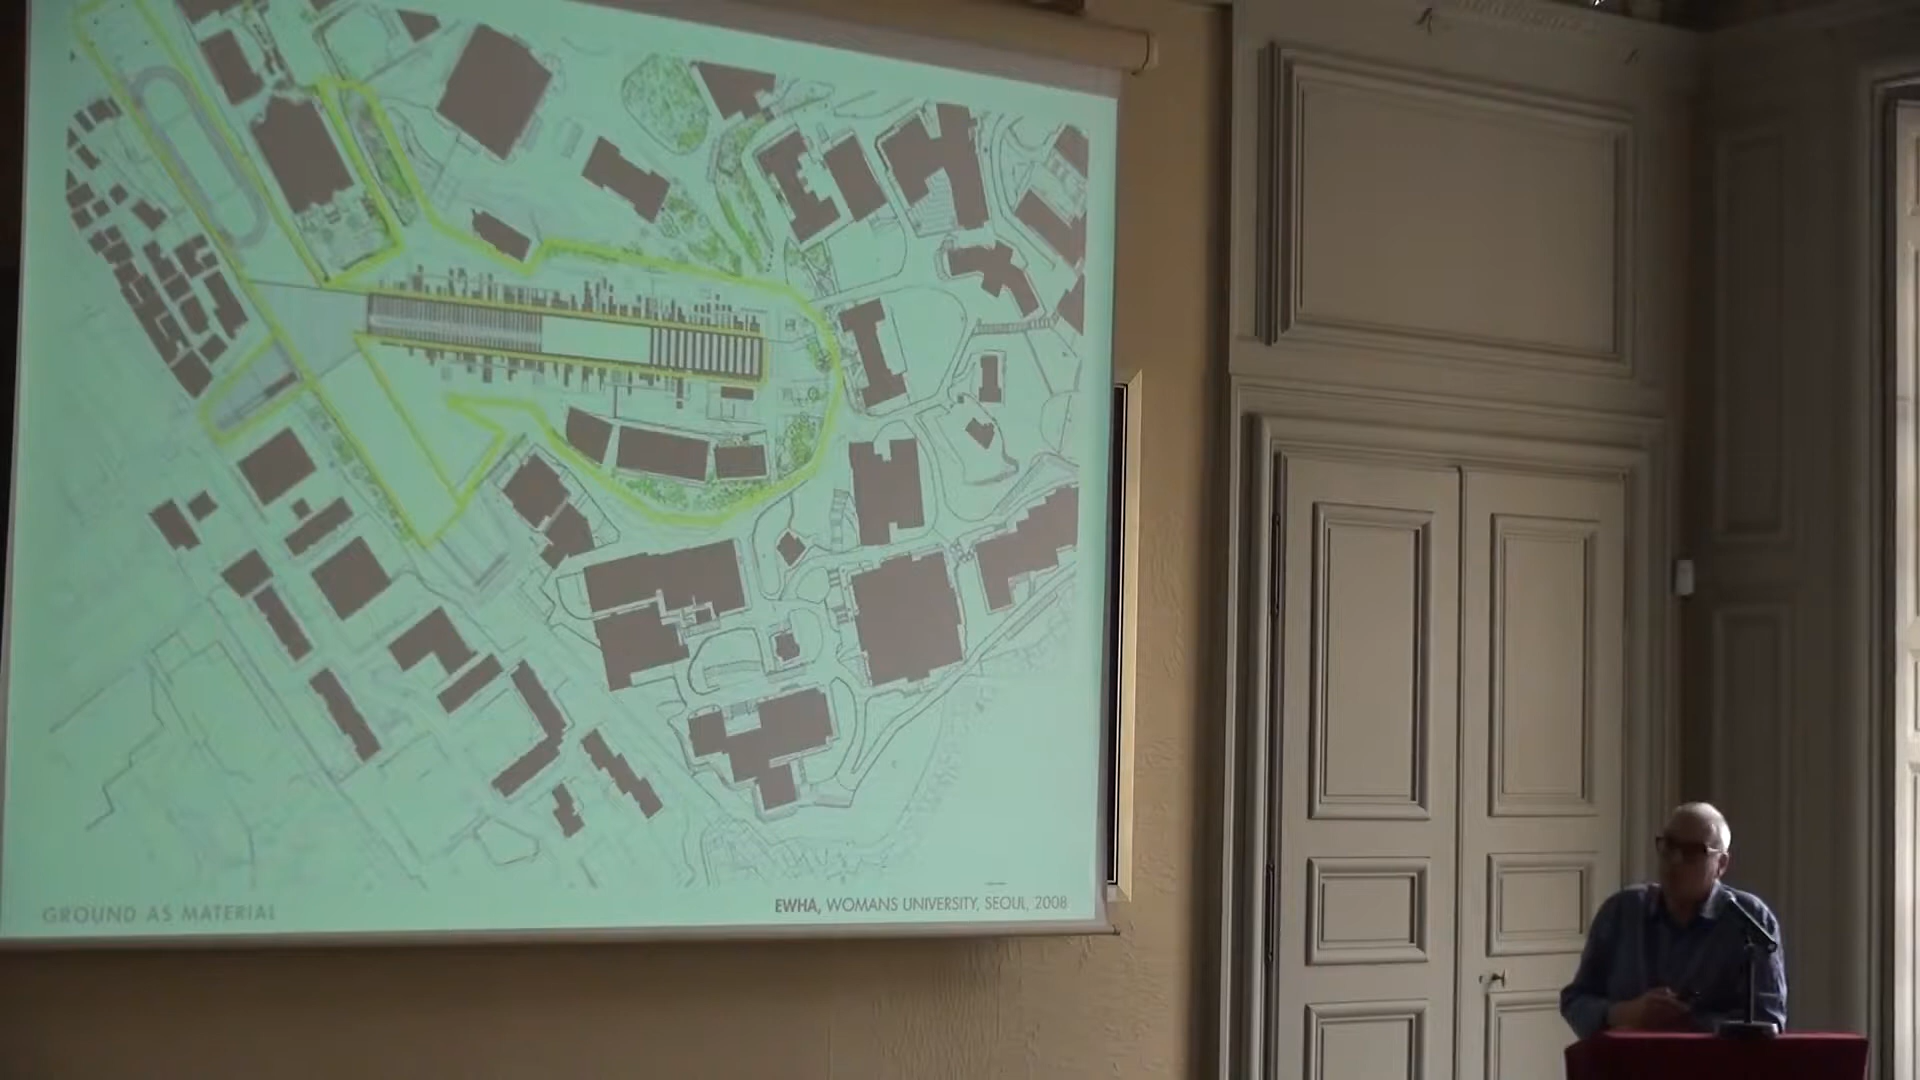 GROUND AS MATERIAL
EWHA, WOMANS UNIVERSITY, SEOUL, 2008